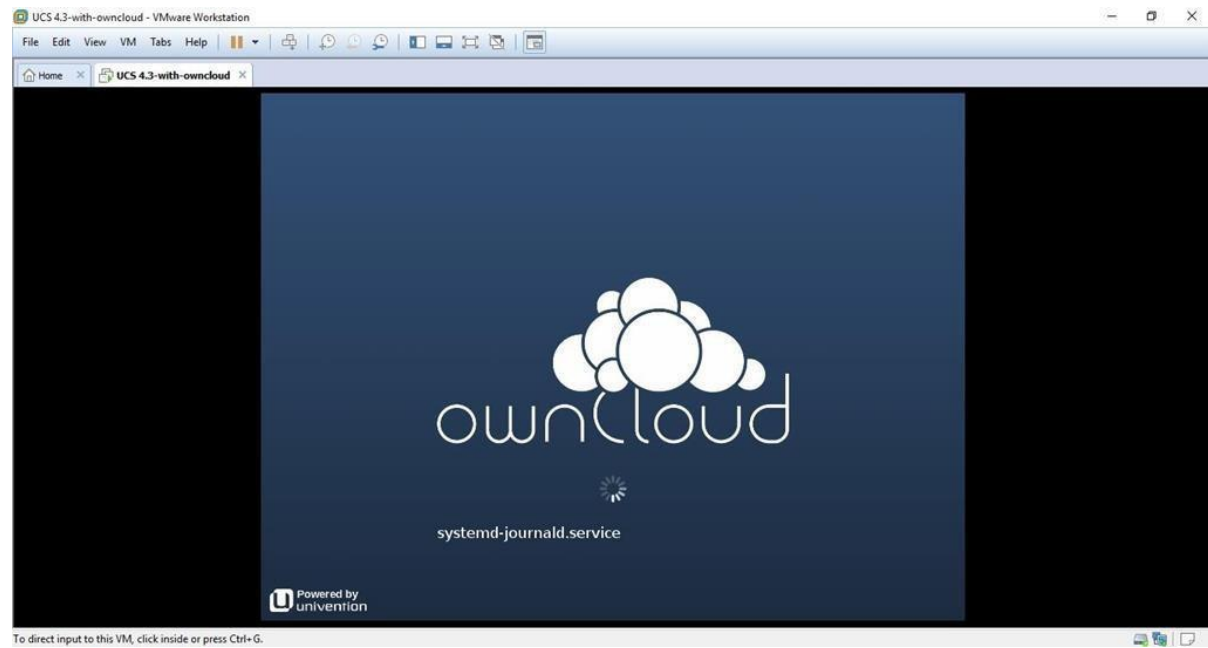 UCS 4.3-with-owncloud - VMware Workstation
File Edit View VM Tabs Help
Home UCS 4.3-with-owncloud
ownCloud
systemd-journald.service
Powered by
univention
To direct input to this VM, click inside or press Ctrl+G.